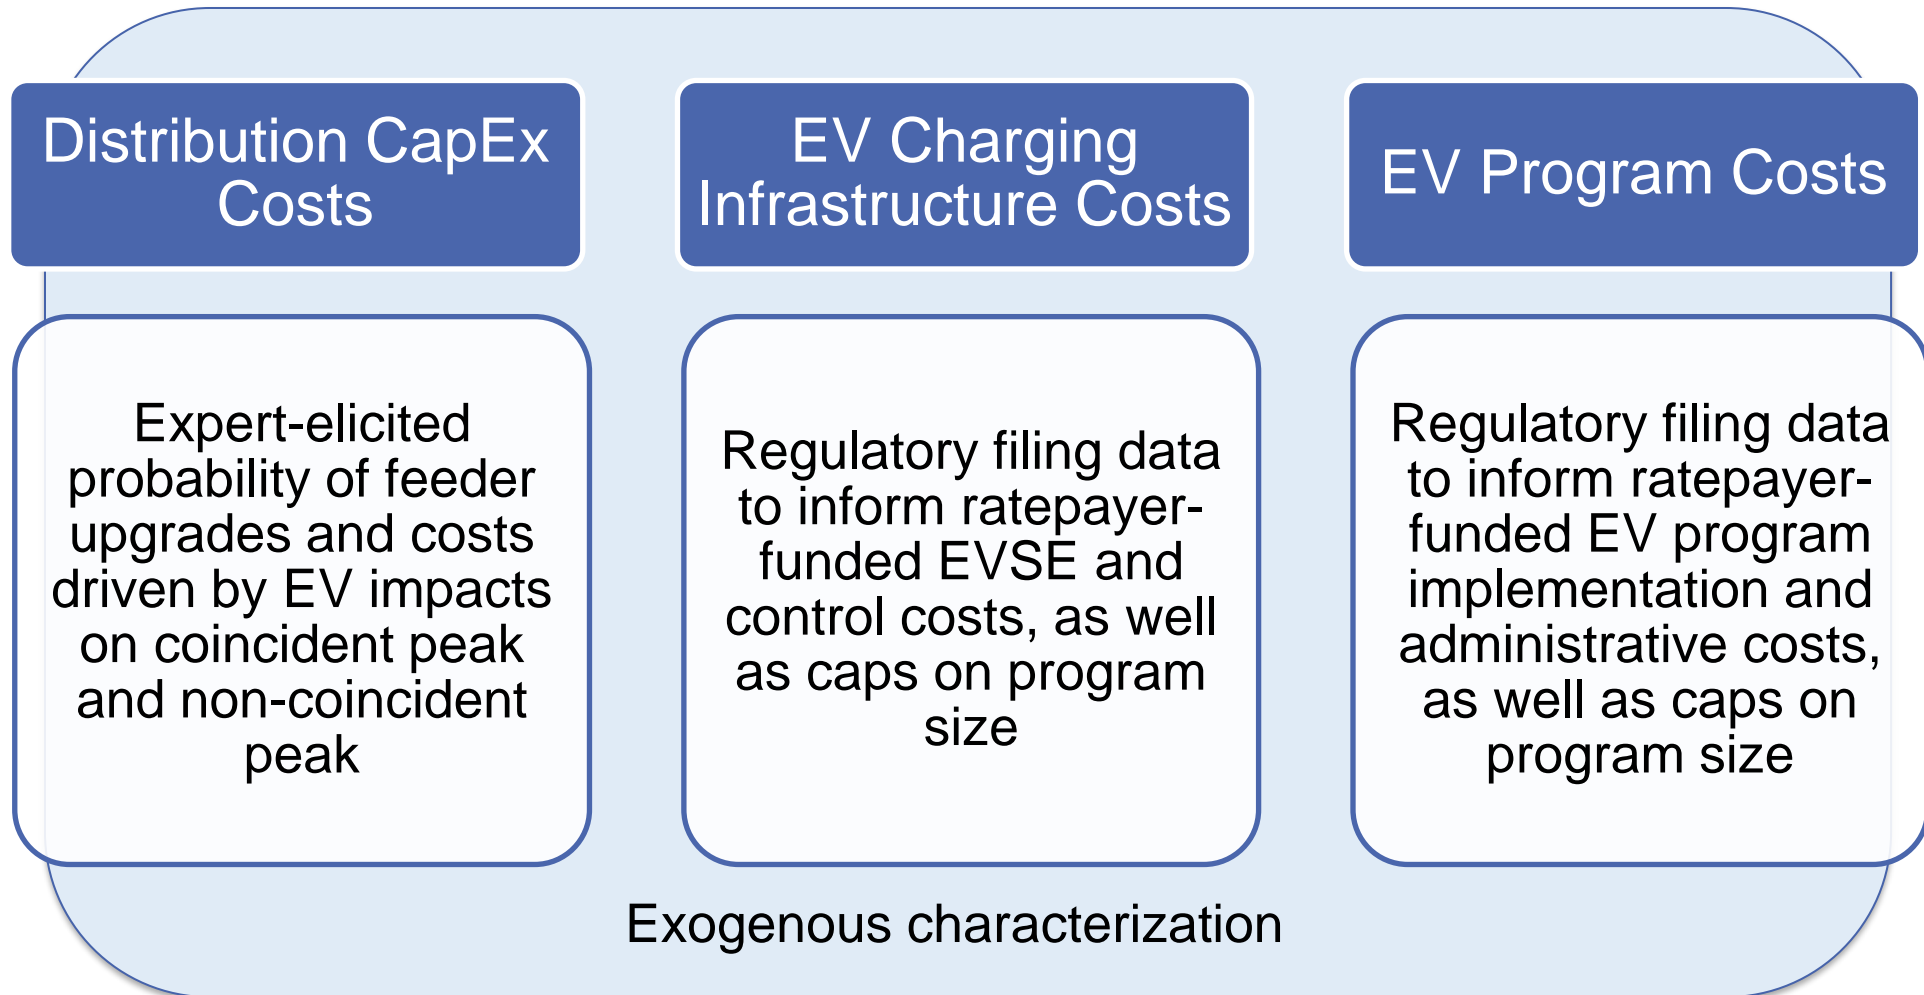 Distribution CapEx
Costs
EV Charging
Infrastructure Costs
EV Program Costs
Expert-elicited
probability of feeder
upgrades and costs
driven by EV impacts
on coincident peak
and non-coincident
peak
Regulatory filing data
to inform ratepayer-
funded EVSE and
control costs, as well
as caps on program
size
Regulatory filing data
to inform ratepayer-
funded EV program
implementation and
administrative costs,
as well as caps on
program size
Exogenous characterization